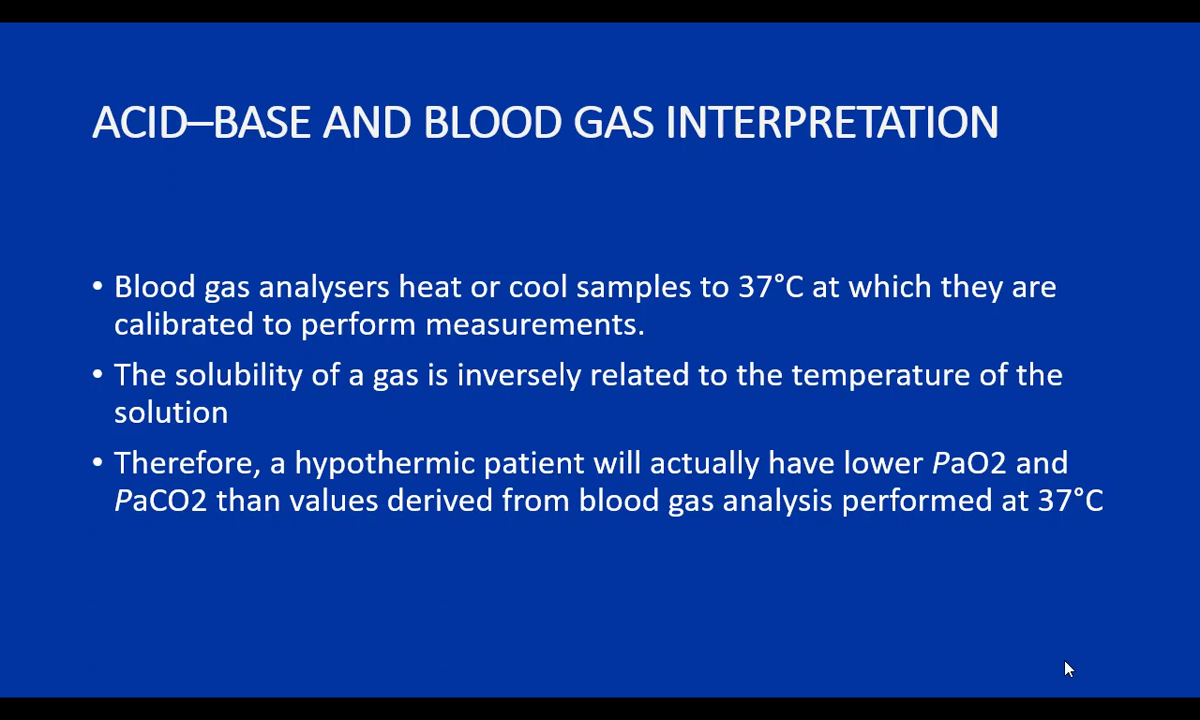 ACID–BASE AND BLOOD GAS INTERPRETATION
• Blood gas analysers heat or cool samples to 37°C at which they are
calibrated to perform measurements.
• The solubility of a gas is inversely related to the temperature of the
solution
• Therefore, a hypothermic patient will actually have lower PaO2 and
PaCO2 than values derived from blood gas analysis performed at 37°C